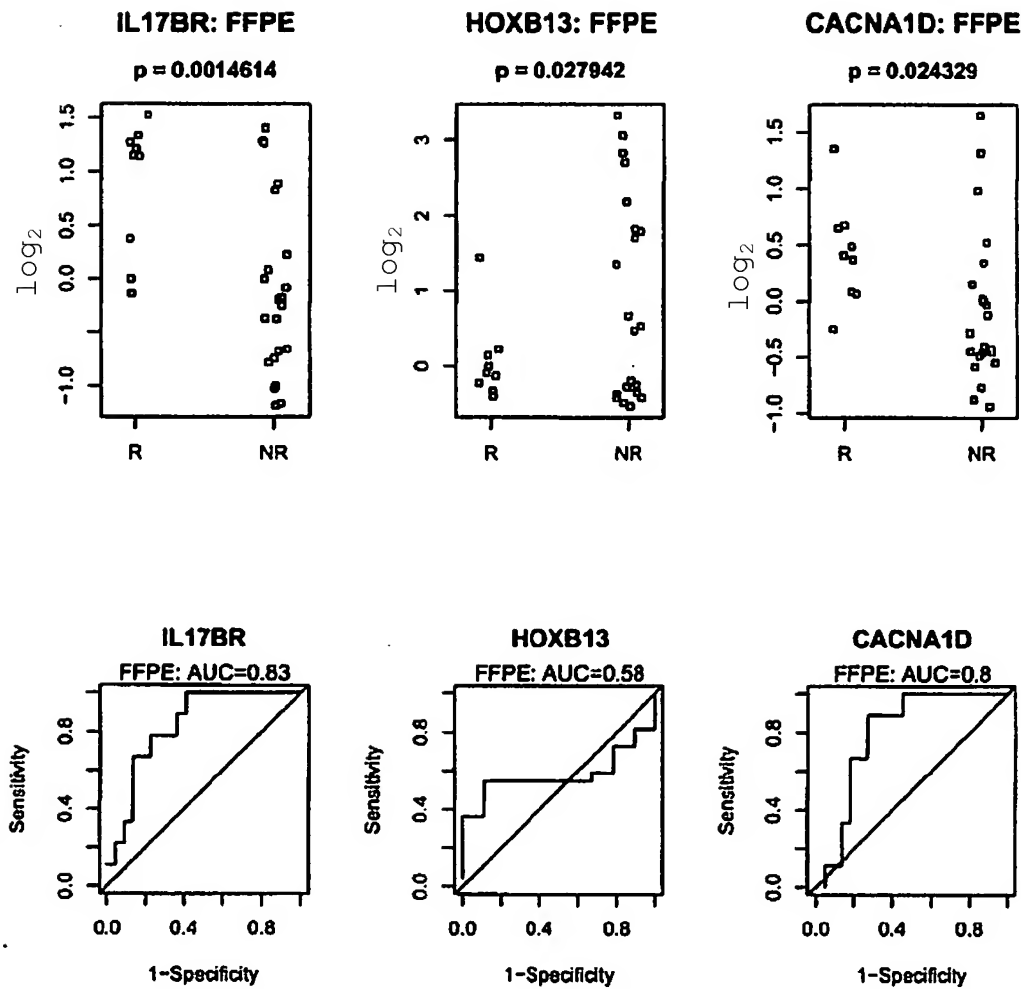 IL17BR: FFPE
p = 0.0014614
log2
1.5
1.0
0.5
0.0
-1.0
R
NR
HOXB13: FFPE
p = 0.027942
log2
3
2
1
0
R
NR
CACNA1D: FFPE
p = 0.024329
log2
1.5
1.0
0.5
0.0
-0.5
-1.0
R
NR
IL17BR
FFPE: AUC=0.83
Sensitivity
0.8
0.4
0.0
0.0
0.4
0.8
1-Specificity
HOXB13
FFPE: AUC=0.58
Sensitivity
0.8
0.4
0.0
0.0
0.4
0.8
1-Specificity
CACNA1D
FFPE: AUC=0.8
Sensitivity
0.8
0.4
0.0
0.0
0.4
0.8
1-Specificity